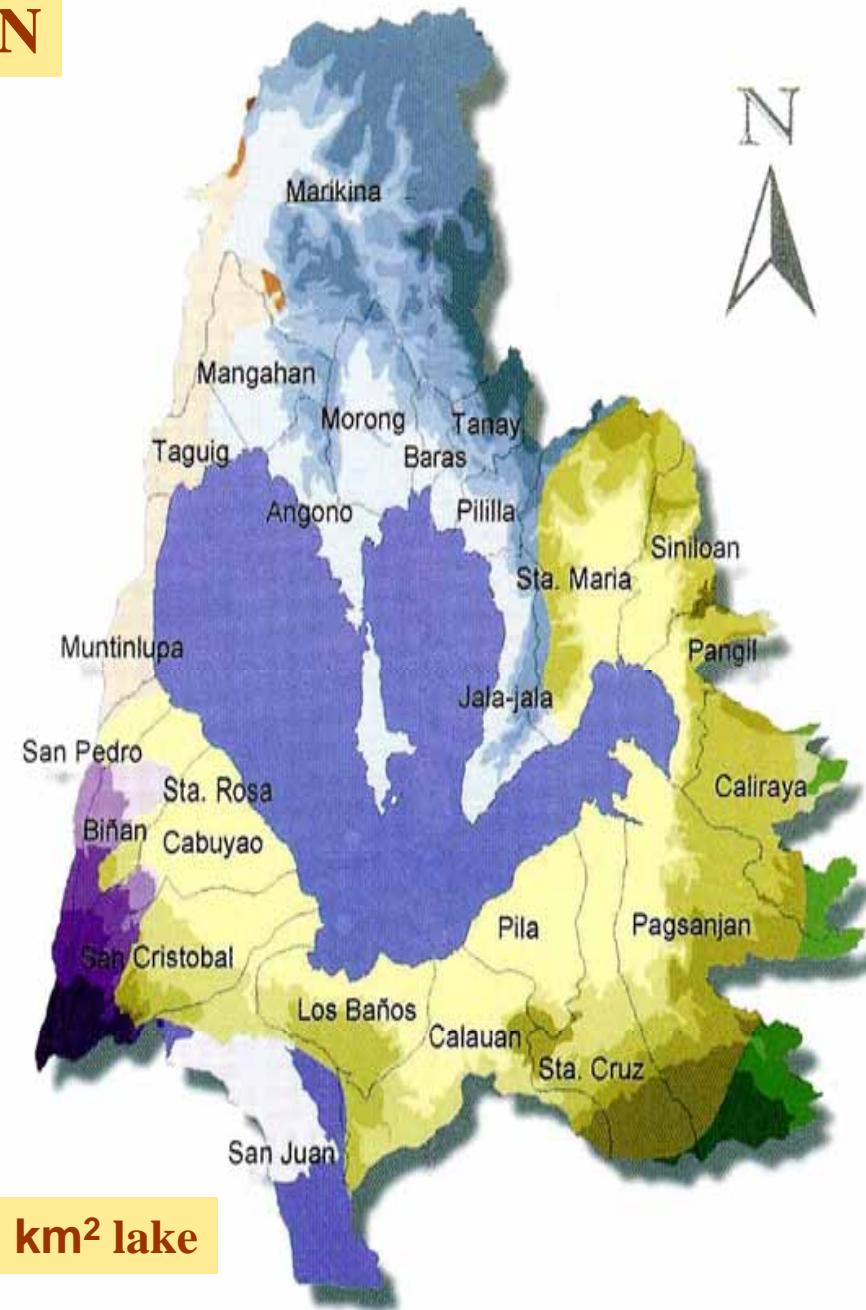 N
N
Marikina
Mangahan
Morong
Tanay
Taguig
Baras
Angono
Pililla
Siniloan
Sta. Maria
Muntinlupa
Pangil
Jala-jala
San Pedro
Sta. Rosa
Caliraya
Biñan
Cabuyao
Pila
Pagsanjan
San Cristobal
Los Baños
Calauan
Sta. Cruz
San Juan
km² lake